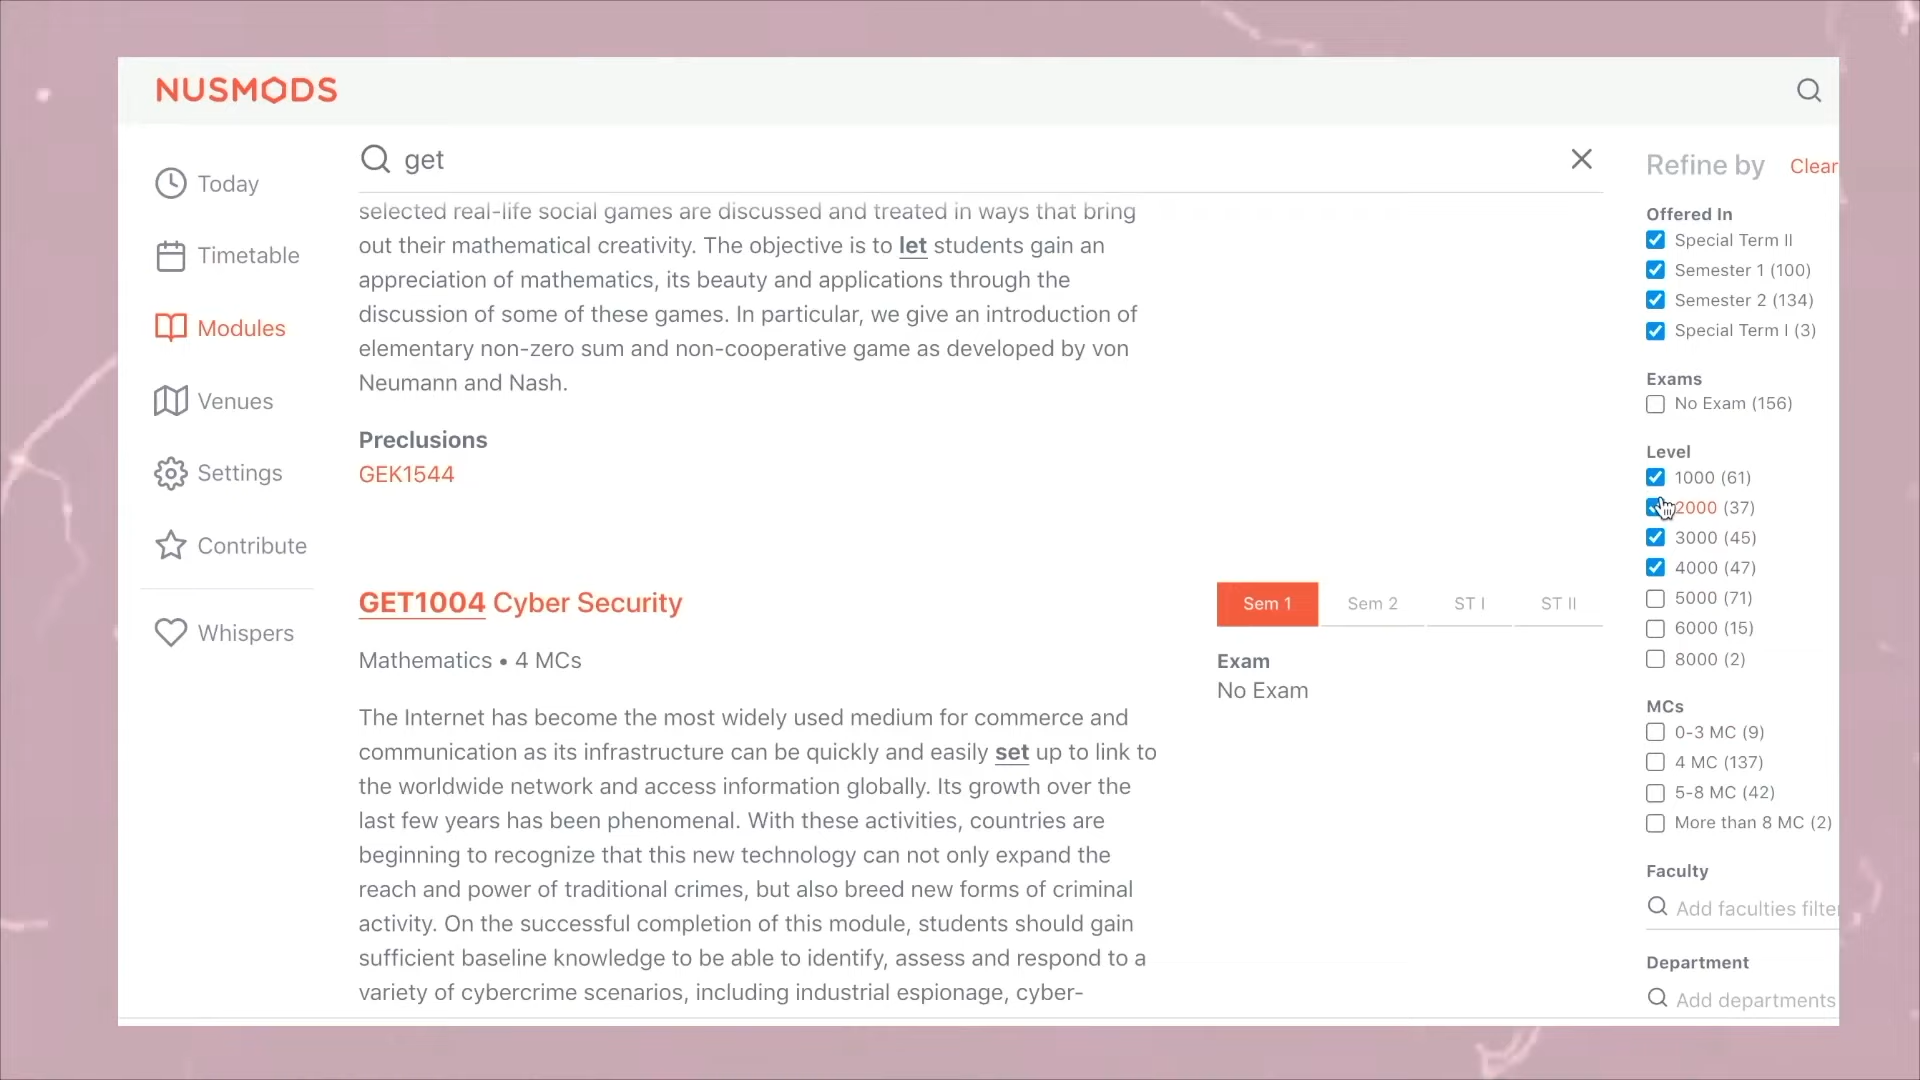 NUSMODS
Today
Timetable
Modules
Venues
Settings
Contribute
Whispers
get
selected real-life social games are discussed and treated in ways that bring
out their mathematical creativity. The objective is to let students gain an
appreciation of mathematics, its beauty and applications through the
discussion of some of these games. In particular, we give an introduction of
elementary non-zero sum and non-cooperative game as developed by von
Neumann and Nash.
Preclusions
GEK1544
GET1004 Cyber Security
Mathematics • 4 MCs
The Internet has become the most widely used medium for commerce and
communication as its infrastructure can be quickly and easily set up to link to
the worldwide network and access information globally. Its growth over the
last few years has been phenomenal. With these activities, countries are
beginning to recognize that this new technology can not only expand the
reach and power of traditional crimes, but also breed new forms of criminal
activity. On the successful completion of this module, students should gain
sufficient baseline knowledge to be able to identify, assess and respond to a
variety of cybercrime scenarios, including industrial espionage, cyber-
Sem 1 Sem 2 ST I ST II
Exam
No Exam
Refine by Clear
Offered In
Special Term II
Semester 1 (100)
Semester 2 (134)
Special Term I (3)
Exams
No Exam (156)
Level
1000 (61)
2000 (37)
3000 (45)
4000 (47)
5000 (71)
6000 (15)
8000 (2)
MCs
0-3 MC (9)
4 MC (137)
5-8 MC (42)
More than 8 MC (2)
Faculty
Add faculties filte
Department
Add departments